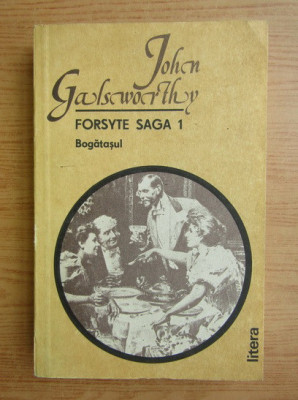 John
Galsworthy
FORSYTE SAGA 1
Bogătașul
litera